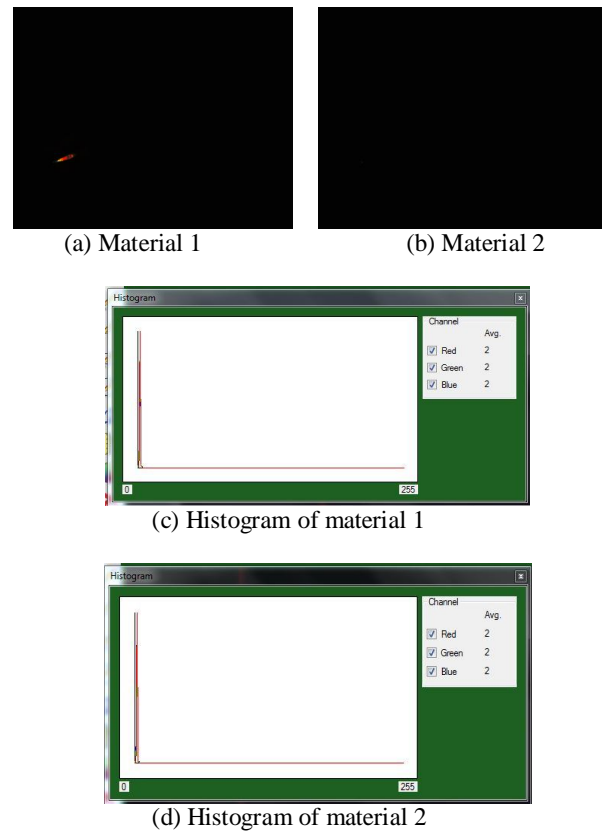 (a) Material 1
(b) Material 2
Histogram
x
Channel
Avg.
Red 2
Green 2
Blue 2
0
255
(c) Histogram of material 1
Histogram
x
Channel
Avg.
Red 2
Green 2
Blue 2
0
255
(d) Histogram of material 2